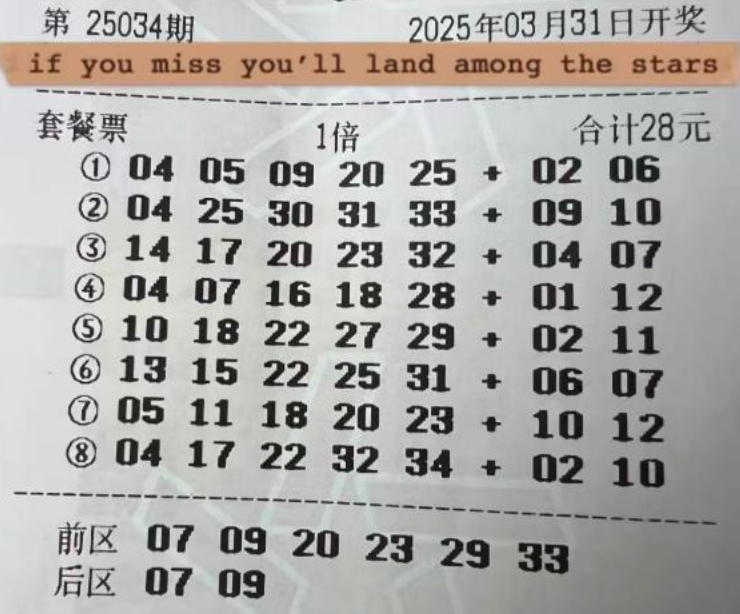 第 25034期 2025年03月31日开奖
if you miss you'll land among the stars
套餐票 1倍 合计28元
① 04 05 09 20 25 + 02 06
② 04 25 30 31 33 + 09 10
③ 14 17 20 23 32 + 04 07
④ 04 07 16 18 28 + 01 12
⑤ 10 18 22 27 29 + 02 11
⑥ 13 15 22 25 31 + 06 07
⑦ 05 11 18 20 23 + 10 12
⑧ 04 17 22 32 34 + 02 10
前区 07 09 20 23 29 33
后区 07 09